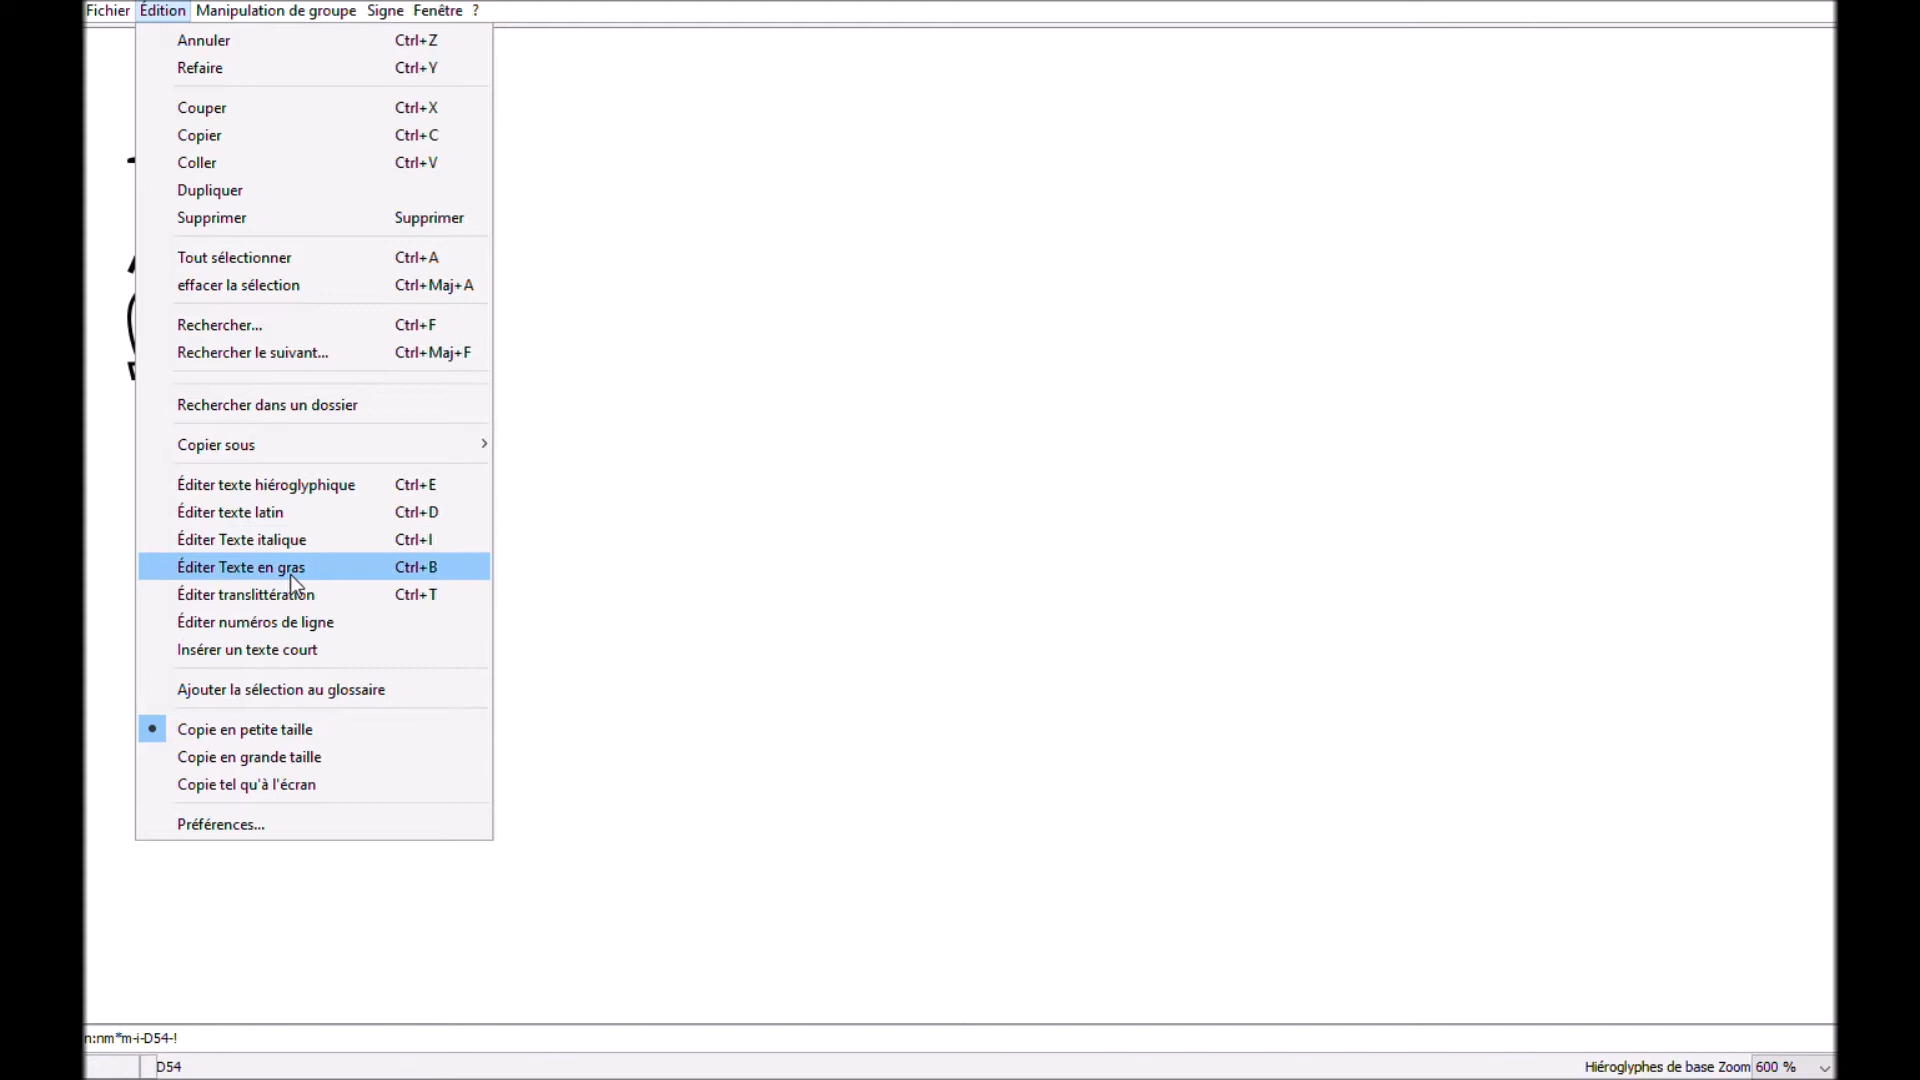 Fichier Édition Manipulation de groupe Signe Fenêtre ?
Annuler Ctrl+Z
Refaire Ctrl+Y
Couper Ctrl+X
Copier Ctrl+C
Coller Ctrl+V
Dupliquer
Supprimer Supprimer
Tout sélectionner Ctrl+A
effacer la sélection Ctrl+Maj+A
Rechercher... Ctrl+F
Rechercher le suivant... Ctrl+Maj+F
Rechercher dans un dossier
Copier sous
Éditer texte hiéroglyphique Ctrl+E
Éditer texte latin Ctrl+D
Éditer Texte italique Ctrl+I
Éditer Texte en gras Ctrl+B
Éditer translittération Ctrl+T
Éditer numéros de ligne
Insérer un texte court
Ajouter la sélection au glossaire
Copie en petite taille
Copie en grande taille
Copie tel qu'à l'écran
Préférences...
n:nm*m-i-D54-!
D54 Hiéroglyphes de base Zoom 600 %